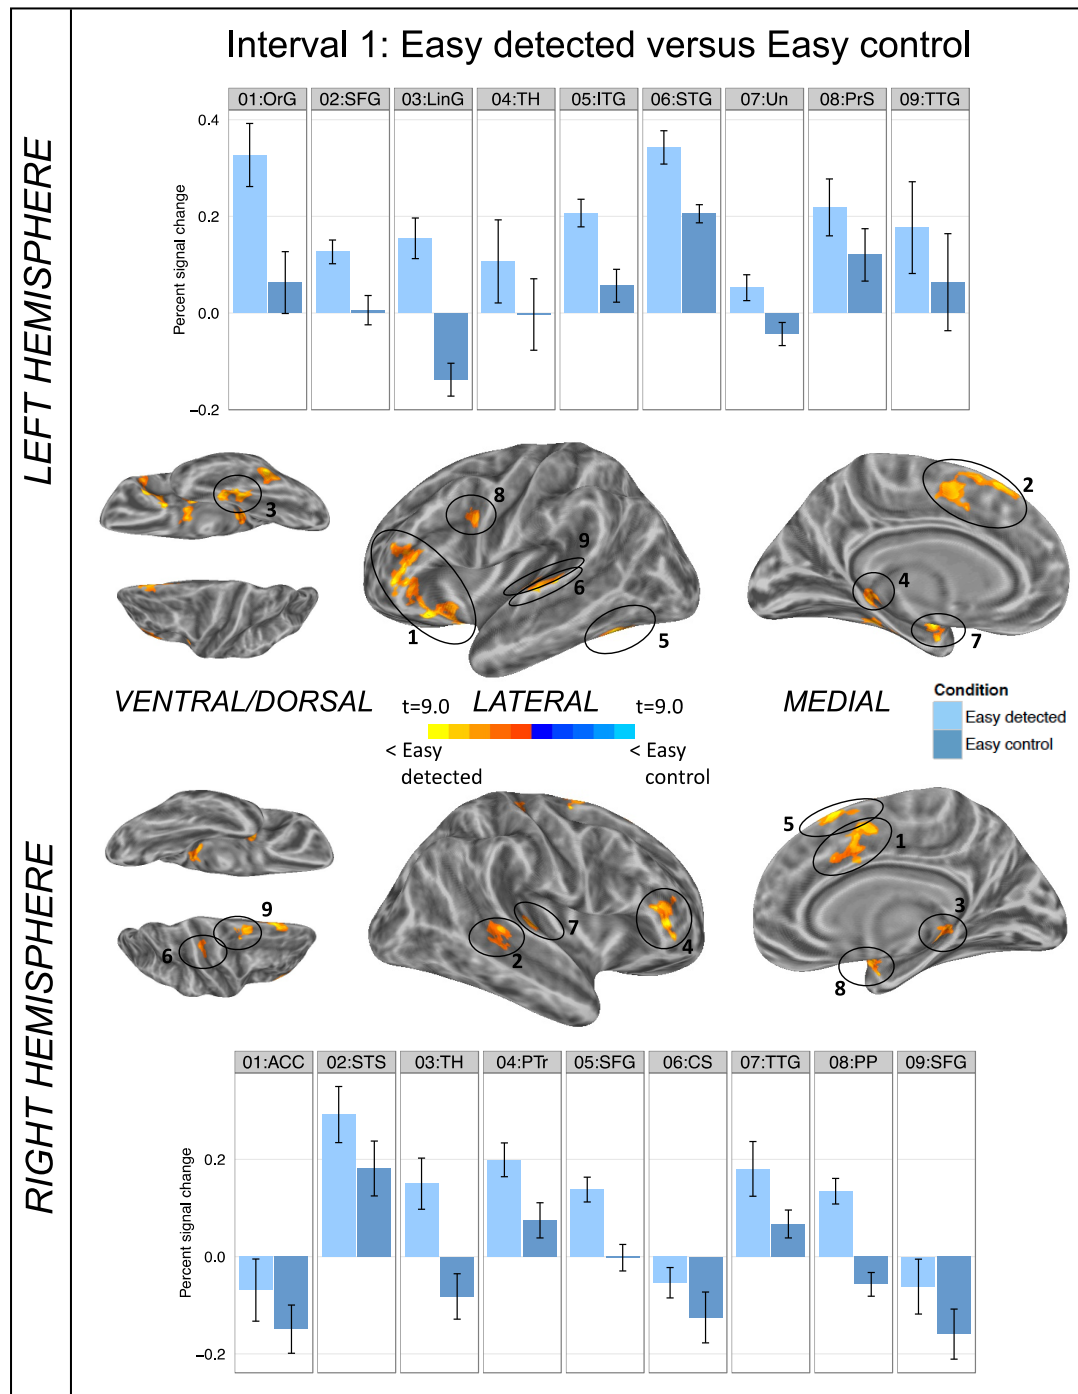 Interval 1: Easy detected versus Easy control
LEFT HEMISPHERE
01:OrG 02:SFG 03:LinG 04:TH 05:ITG 06:STG 07:Un 08:PrS 09:TTG
Percent signal change
0.4
0.2
0.0
−0.2
3
8
9
6
1
5
2
4
7
VENTRAL/DORSAL
LATERAL
MEDIAL
t=9.0 t=9.0
< Easy detected
< Easy control
Condition
Easy detected
Easy control
RIGHT HEMISPHERE
9
6
7
2
4
5
1
3
8
01:ACC 02:STS 03:TH 04:PTr 05:SFG 06:CS 07:TTG 08:PP 09:SFG
Percent signal change
0.2
0.0
−0.2